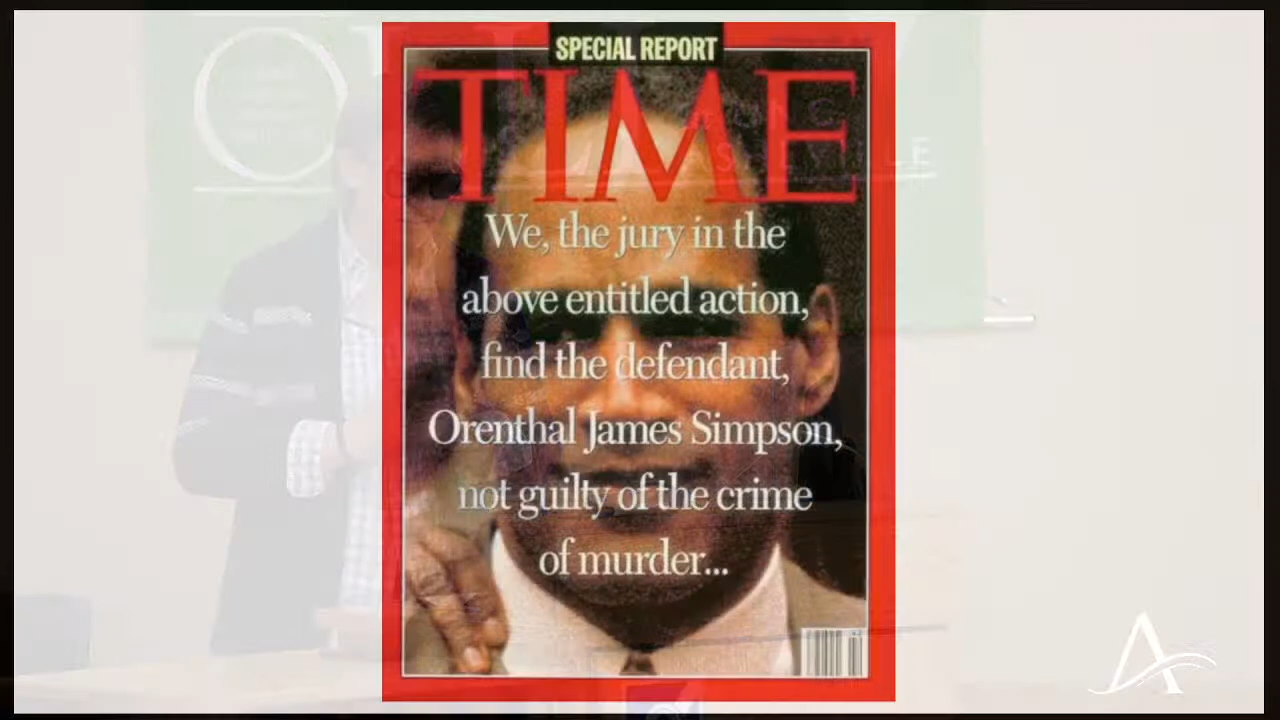 SPECIAL REPORT
TIME
We, the jury in the
above entitled action,
find the defendant,
Orenthal James Simpson,
not guilty of the crime
of murder...